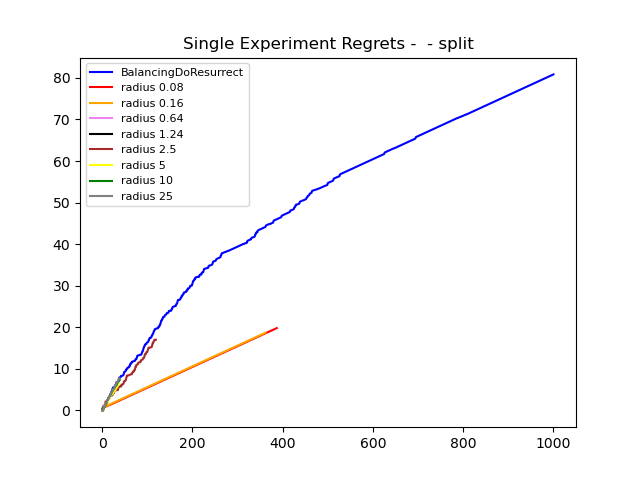 Single Experiment Regrets -  - split
BalancingDoResurrect
radius 0.08
radius 0.16
radius 0.64
radius 1.24
radius 2.5
radius 5
radius 10
radius 25
80
70
60
50
40
30
20
10
0
0 200 400 600 800 1000